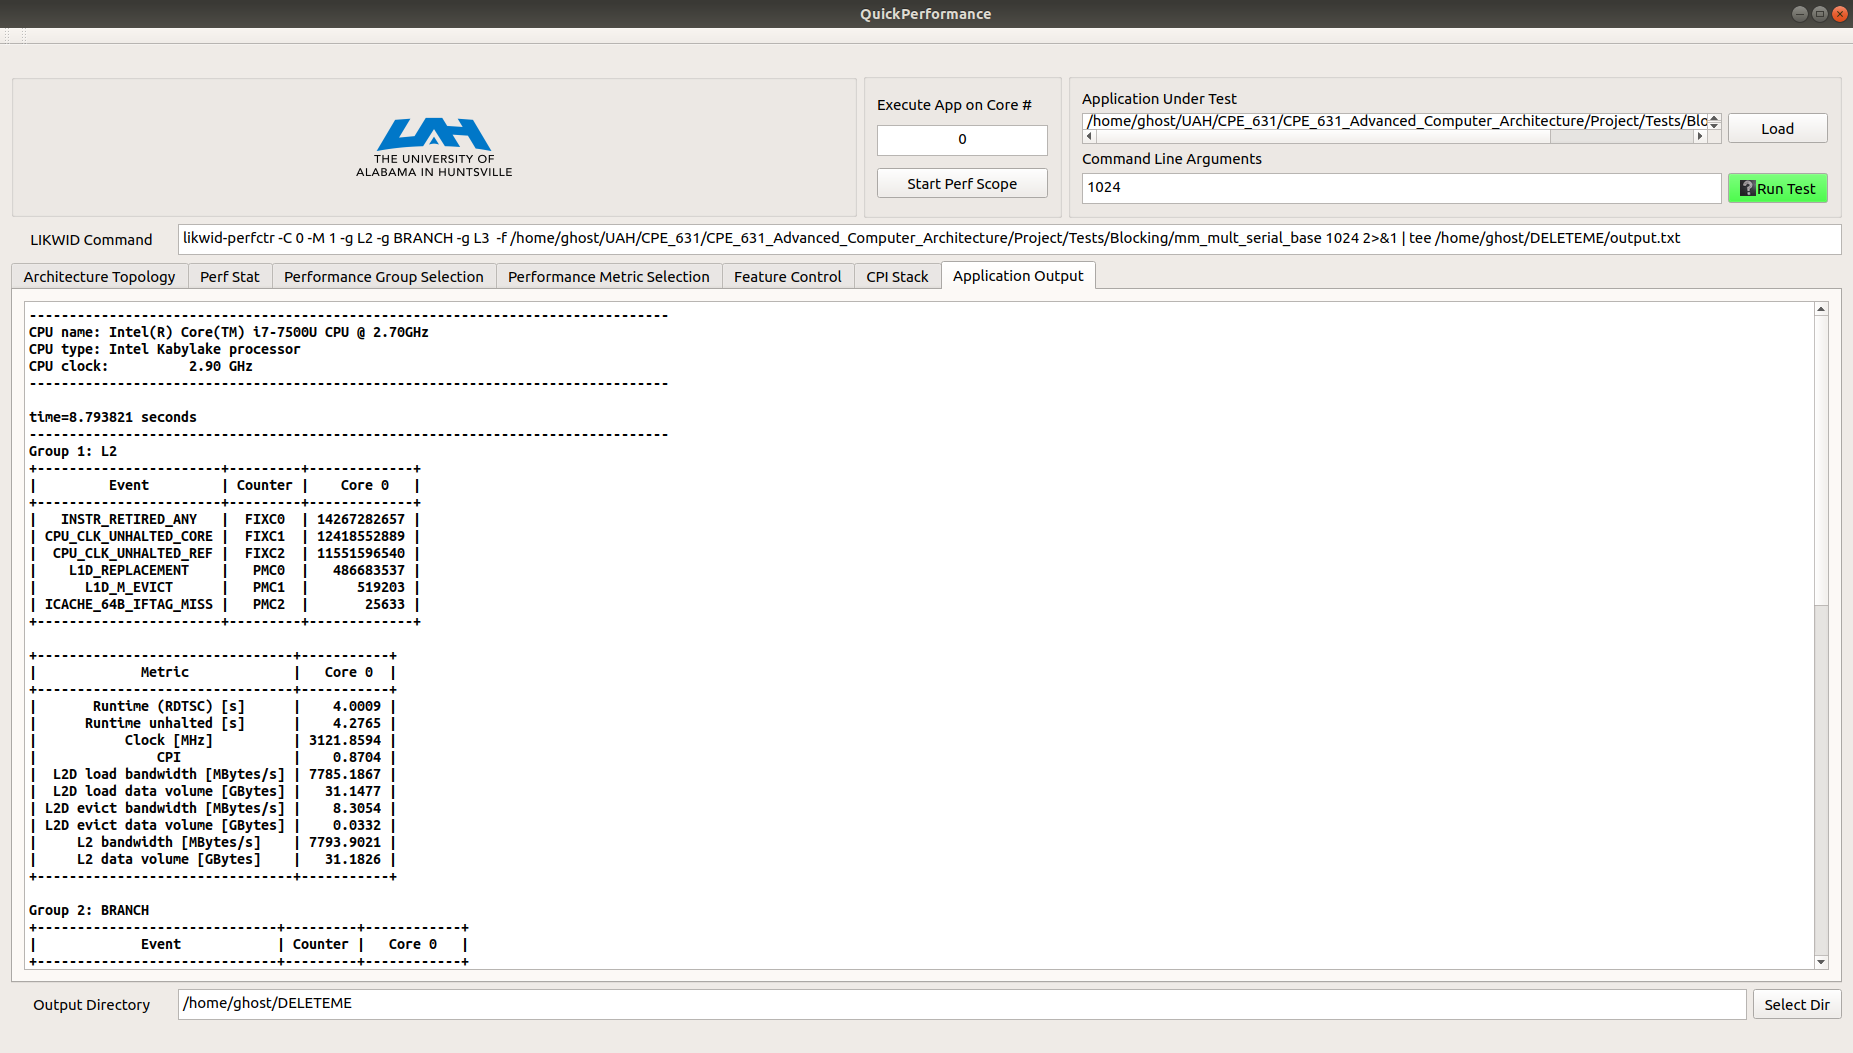 QuickPerformance
THE UNIVERSITY OF
ALABAMA IN HUNTSVILLE
Execute App on Core #
0
Start Perf Scope
Application Under Test
/home/ghost/UAH/CPE_631/CPE_631_Advanced_Computer_Architecture/Project/Tests/Blo
Load
Command Line Arguments
1024
Run Test
LIKWID Command
likwid-perfctr -C 0 -M 1 -g L2 -g BRANCH -g L3  -f /home/ghost/UAH/CPE_631/CPE_631_Advanced_Computer_Architecture/Project/Tests/Blocking/mm_mult_serial_base 1024 2>&1 | tee /home/ghost/DELETEME/output.txt
Architecture Topology
Perf Stat
Performance Group Selection
Performance Metric Selection
Feature Control
CPI Stack
Application Output
--------------------------------------------------------------------------------
CPU name: Intel(R) Core(TM) i7-7500U CPU @ 2.70GHz
CPU type: Intel Kabylake processor
CPU clock:          2.90 GHz
--------------------------------------------------------------------------------
time=8.793821 seconds
--------------------------------------------------------------------------------
Group 1: L2
+-----------------------+---------+-------------+
|         Event         | Counter |    Core 0   |
+-----------------------+---------+-------------+
|   INSTR_RETIRED_ANY   |  FIXC0  | 14267282657 |
| CPU_CLK_UNHALTED_CORE |  FIXC1  | 12418552889 |
|  CPU_CLK_UNHALTED_REF |  FIXC2  | 11551596540 |
|    L1D_REPLACEMENT    |   PMC0  |   486683537 |
|      L1D_M_EVICT      |   PMC1  |      519203 |
| ICACHE_64B_IFTAG_MISS |   PMC2  |       25633 |
+-----------------------+---------+-------------+
+--------------------------------+-----------+
|             Metric             |   Core 0  |
+--------------------------------+-----------+
|       Runtime (RDTSC) [s]      |    4.0009 |
|      Runtime unhalted [s]      |    4.2765 |
|           Clock [MHz]          | 3121.8594 |
|               CPI              |    0.8704 |
|  L2D load bandwidth [MBytes/s] | 7785.1867 |
|  L2D load data volume [GBytes] |   31.1477 |
| L2D evict bandwidth [MBytes/s] |    8.3054 |
| L2D evict data volume [GBytes] |    0.0332 |
|     L2 bandwidth [MBytes/s]    | 7793.9021 |
|     L2 data volume [GBytes]    |   31.1826 |
+--------------------------------+-----------+
Group 2: BRANCH
+------------------------------+---------+------------+
|             Event            | Counter |   Core 0   |
+------------------------------+---------+------------+
Output Directory
/home/ghost/DELETEME
Select Dir